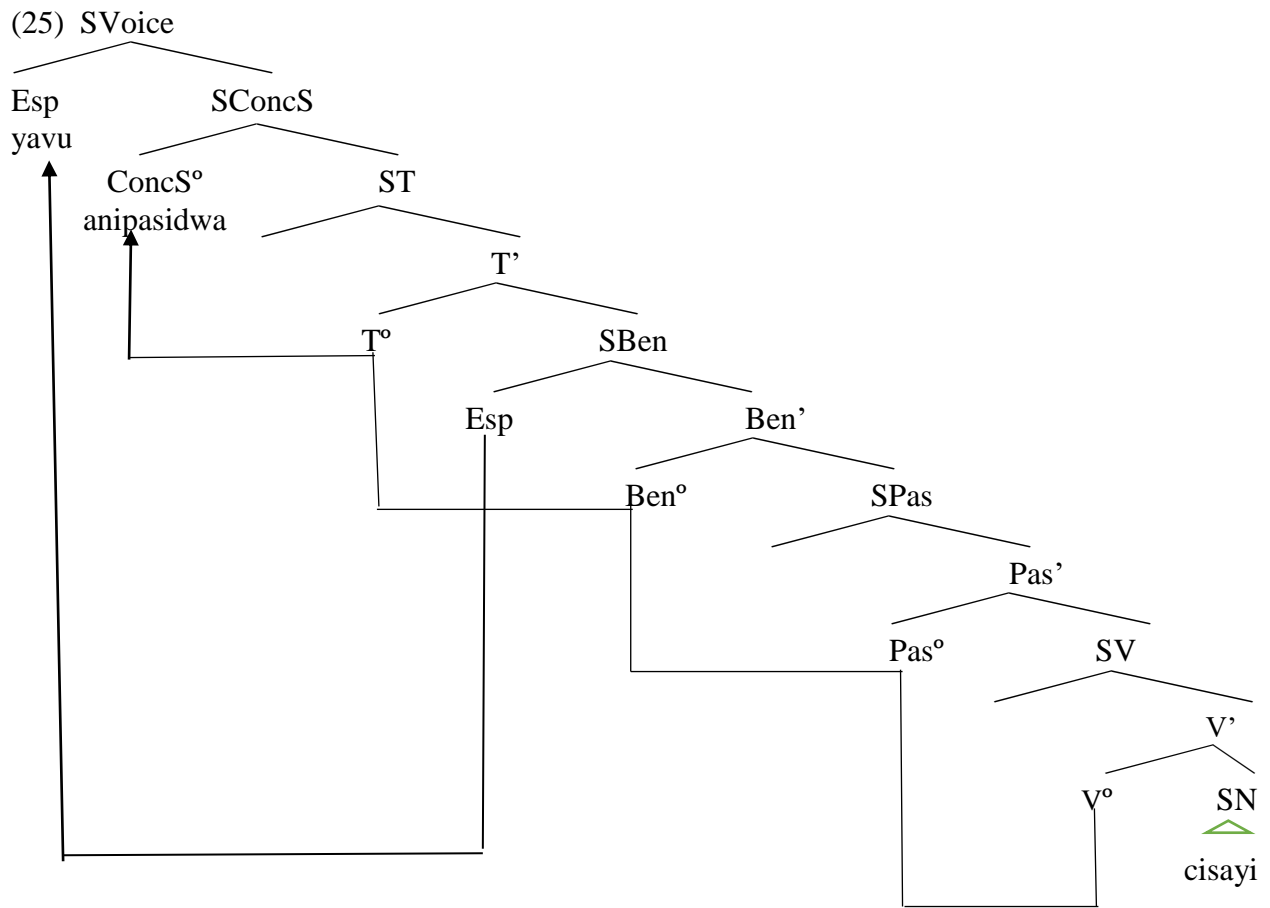 (25) SVoice
Esp SConcS
yavu
ConcSº ST
anipasidwa
T’
Tº SBen
Esp Ben’
Benº SPas
Pas’
Pasº SV
V’
Vº SN
cisayi